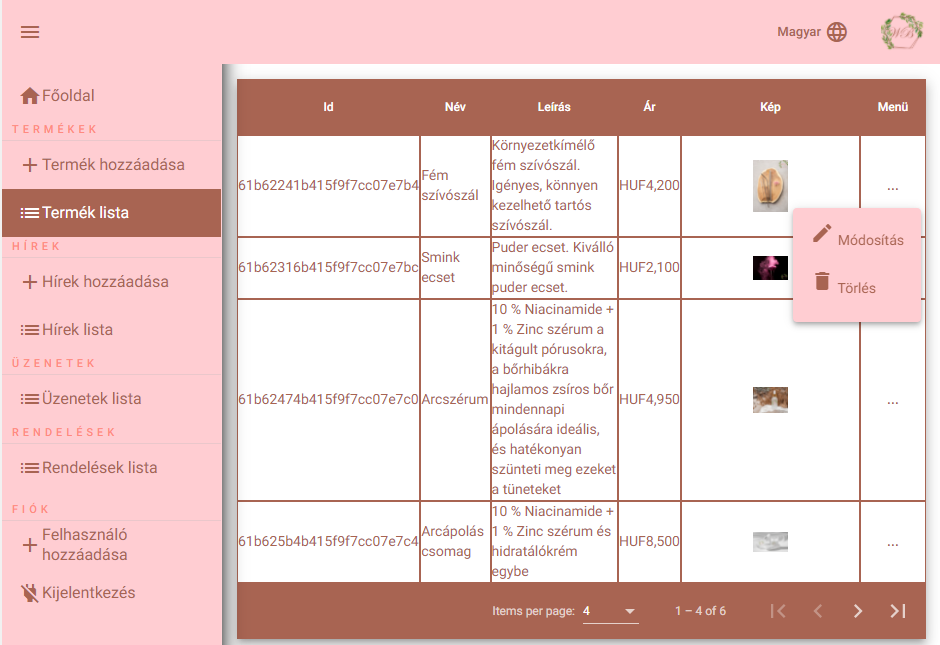 Magyar
Főoldal
TERMÉKEK
Termék hozzáadása
Termék lista
HÍREK
Hírek hozzáadása
Hírek lista
ÜZENETEK
Üzenetek lista
RENDELÉSEK
Rendelések lista
FIÓK
Felhasználó
hozzáadása
Kijelentkezés
Id Név Leírás Ár Kép Menü
61b62241b415f9f7cc07e7b4
Fém
szívószál
Környezetkímélő
fém szívószál.
Igényes, könnyen
kezelhető tartós
szívószál.
HUF4,200
...
61b62316b415f9f7cc07e7bc
Smink
ecset
Puder ecset. Kiválló
minőségű smink
puder ecset.
HUF2,100
Módosítás
Törlés
61b62474b415f9f7cc07e7c0
Arcszérum
10 % Niacinamide +
1 % Zinc szérum a
kitágult pórusokra,
a bőrhibákra
hajlamos zsíros bőr
mindennapi
ápolására ideális,
és hatékonyan
szünteti meg ezeket
a tüneteket
HUF4,950
...
61b625b4b415f9f7cc07e7c4
Arcápolás
csomag
10 % Niacinamide +
1 % Zinc szérum és
hidratálókrém
egybe
HUF8,500
...
Items per page: 4 1 – 4 of 6